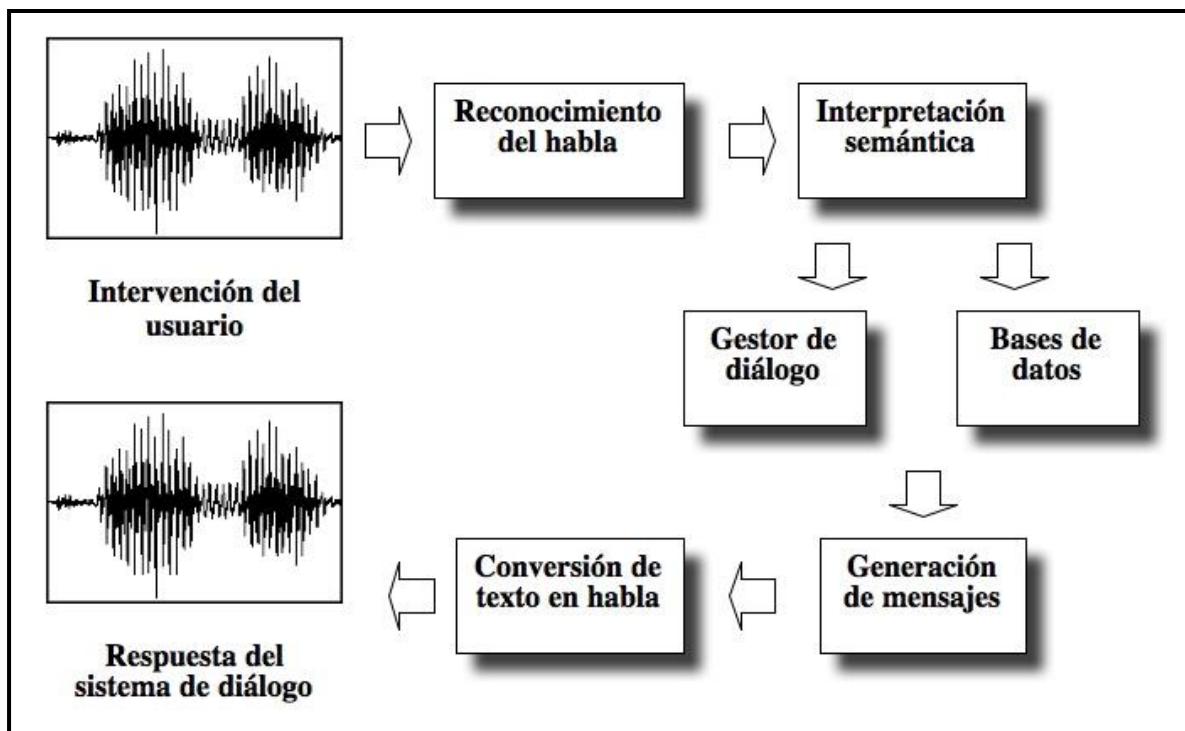 Reconocimiento
del habla
Interpretación
semántica
Intervención del
usuario
Gestor de
diálogo
Bases de
datos
Conversión de
texto en habla
Generación
de mensajes
Respuesta del
sistema de diálogo